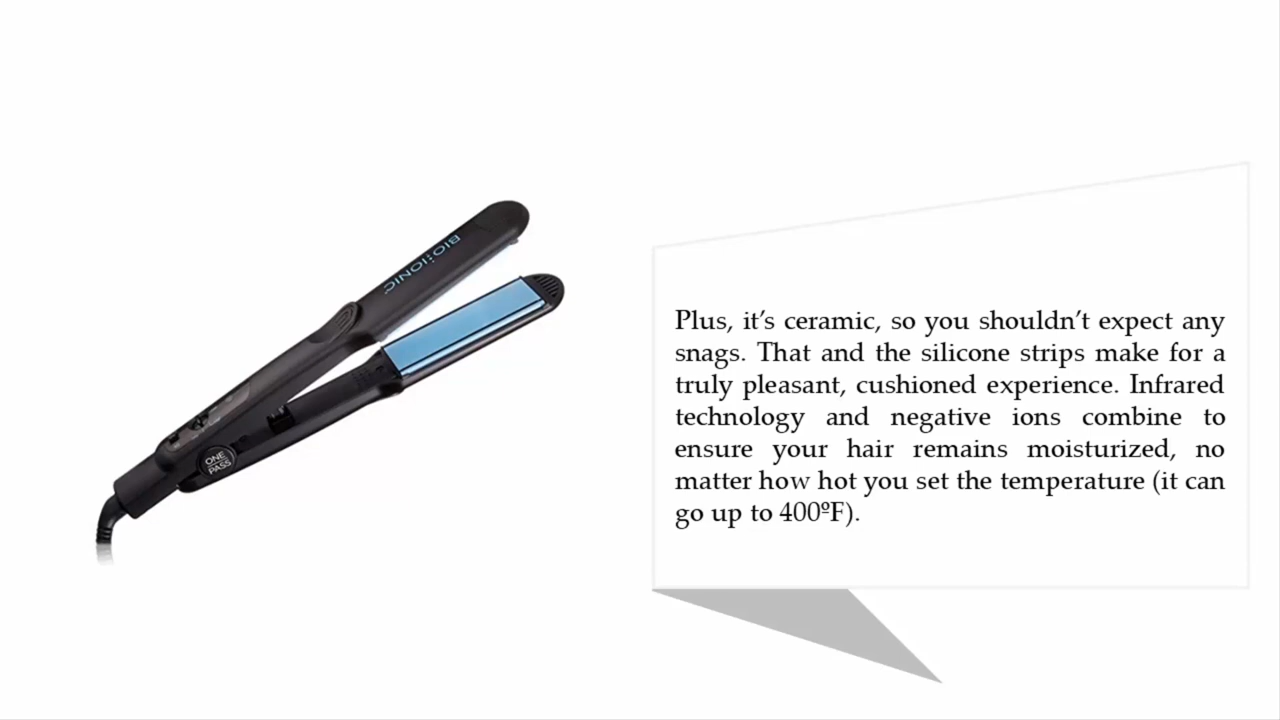 BIO:IONIC
ONE
PASS
Plus, it’s ceramic, so you shouldn’t expect any
snags. That and the silicone strips make for a
truly pleasant, cushioned experience. Infrared
technology and negative ions combine to
ensure your hair remains moisturized, no
matter how hot you set the temperature (it can
go up to 400ºF).